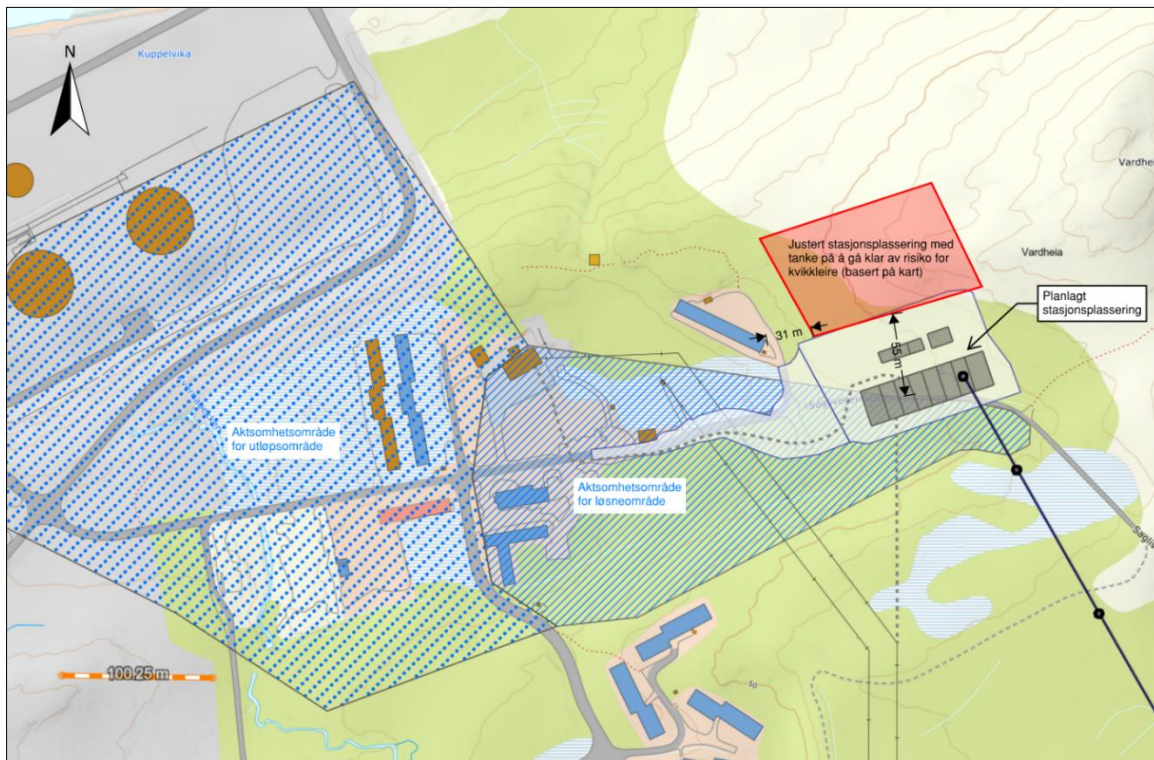 N
Kuppelvika
Vardhe
Justert stasjonsplassering med
tanke på å gå klar av risiko for
kvikkleire (basert på kart)
Vardheia
Planlagt
stasjonsplassering
31 m
55 m
Aktsomhetsområde
for utløpsområde
Aktsomhetsområde
for løsneområde
100.25 m
50